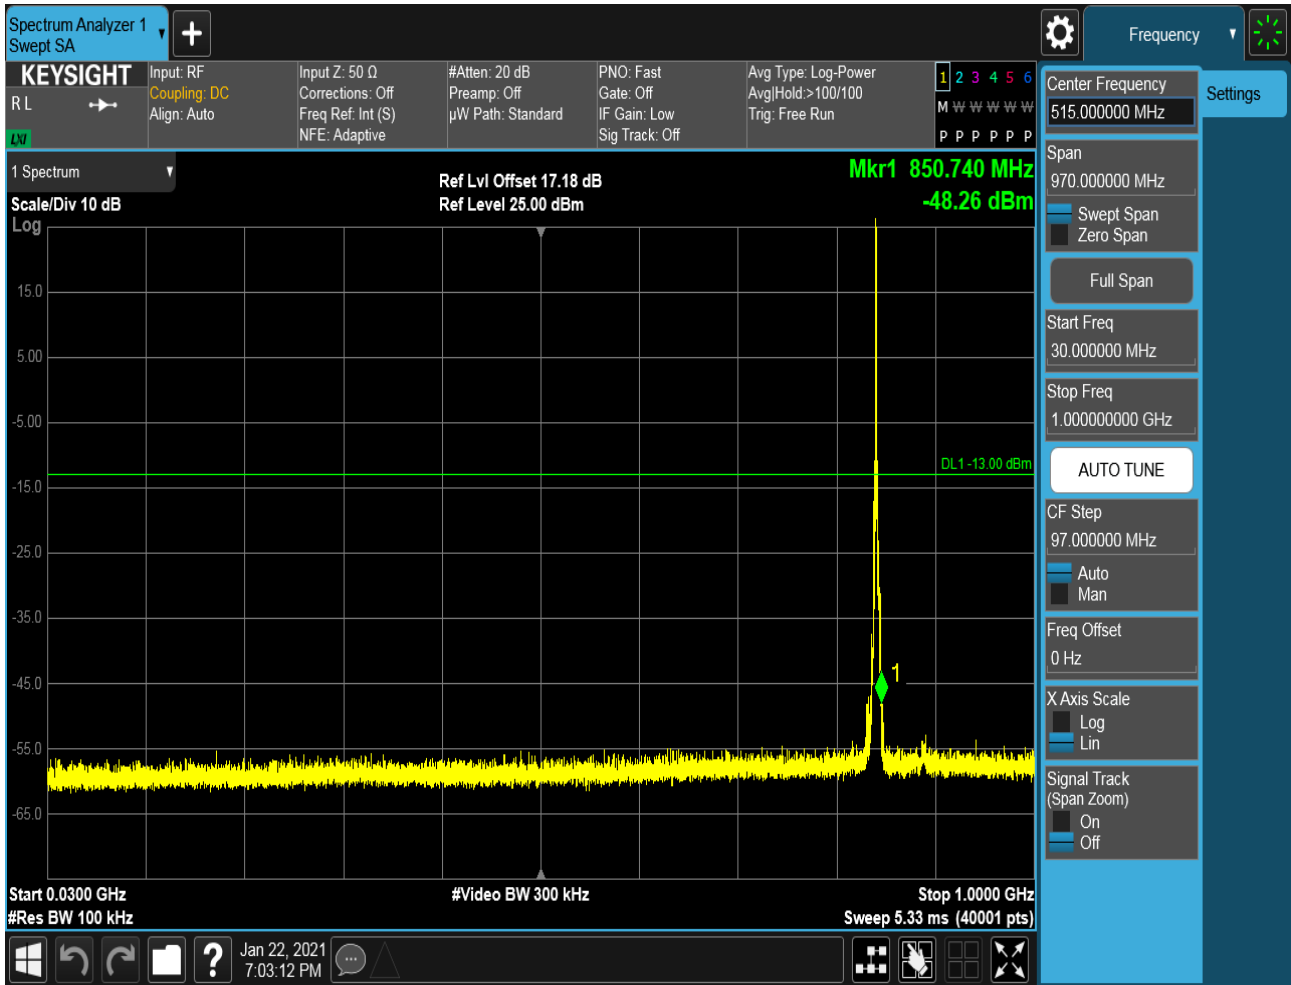 Spectrum Analyzer 1
Swept SA
Frequency
KEYSIGHT
R L
LXI
Input: RF
Coupling: DC
Align: Auto
Input Z: 50 Ω
Corrections: Off
Freq Ref: Int (S)
NFE: Adaptive
#Atten: 20 dB
Preamp: Off
µW Path: Standard
PNO: Fast
Gate: Off
IF Gain: Low
Sig Track: Off
Avg Type: Log-Power
Avg|Hold:>100/100
Trig: Free Run
1 2 3 4 5 6
M W W W W W
P P P P P P
1 Spectrum
Scale/Div 10 dB
Log
Ref Lvl Offset 17.18 dB
Ref Level 25.00 dBm
Mkr1 850.740 MHz
-48.26 dBm
15.0
5.00
-5.00
DL1 -13.00 dBm
-15.0
-25.0
-35.0
1
-45.0
-55.0
-65.0
Start 0.0300 GHz
#Video BW 300 kHz
Stop 1.0000 GHz
#Res BW 100 kHz
Sweep 5.33 ms (40001 pts)
Center Frequency
515.000000 MHz
Settings
Span
970.000000 MHz
Swept Span
Zero Span
Full Span
Start Freq
30.000000 MHz
Stop Freq
1.000000000 GHz
AUTO TUNE
CF Step
97.000000 MHz
Auto
Man
Freq Offset
0 Hz
X Axis Scale
Log
Lin
Signal Track
(Span Zoom)
On
Off
?
Jan 22, 2021
7:03:12 PM